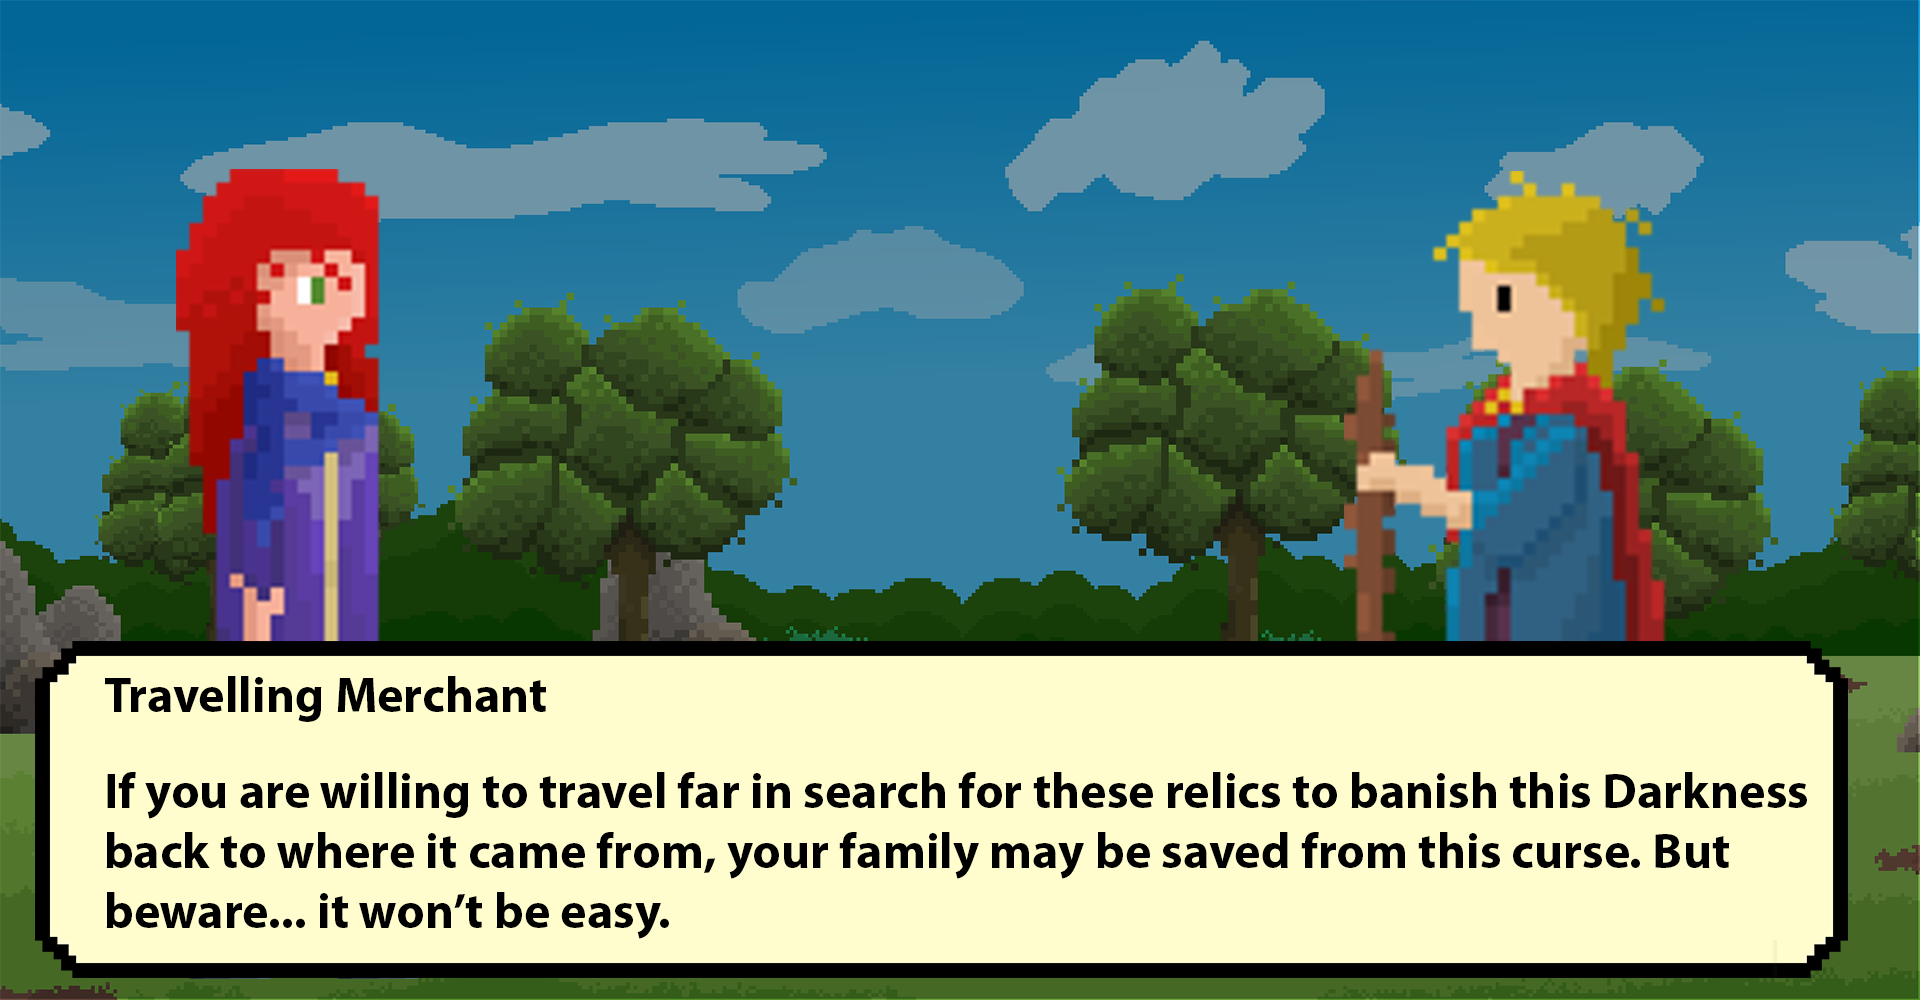 Travelling Merchant
If you are willing to travel far in search for these relics to banish this Darkness
back to where it came from, your family may be saved from this curse. But
beware... it won’t be easy.